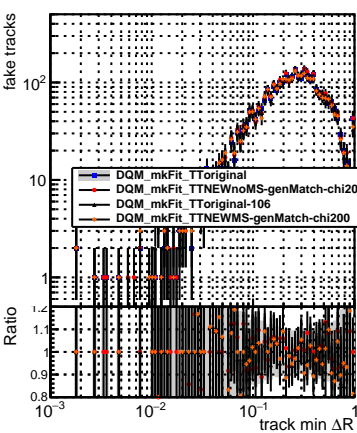 fake tracks
10²
10
1
DQM_mkFit_TToriginal
DQM_mkFit_TTNEWnoMS-genMatch-chi20
DQM_mkFit_TToriginal-106
DQM_mkFit_TTNEWMS-genMatch-chi200
Ratio
1.2
1.1
1
0.9
0.8
10⁻³
10⁻²
10⁻¹
1
track min ΔR